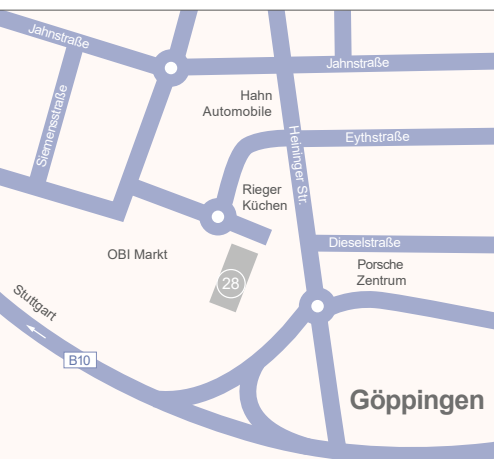 Jahnstraße
Jahnstraße
Siemensstraße
Hahn
Automobile
Heininger Str.
Eythstraße
Rieger
Küchen
Dieselstraße
OBI Markt
Porsche
Zentrum
28
Stuttgart
B10
Göppingen